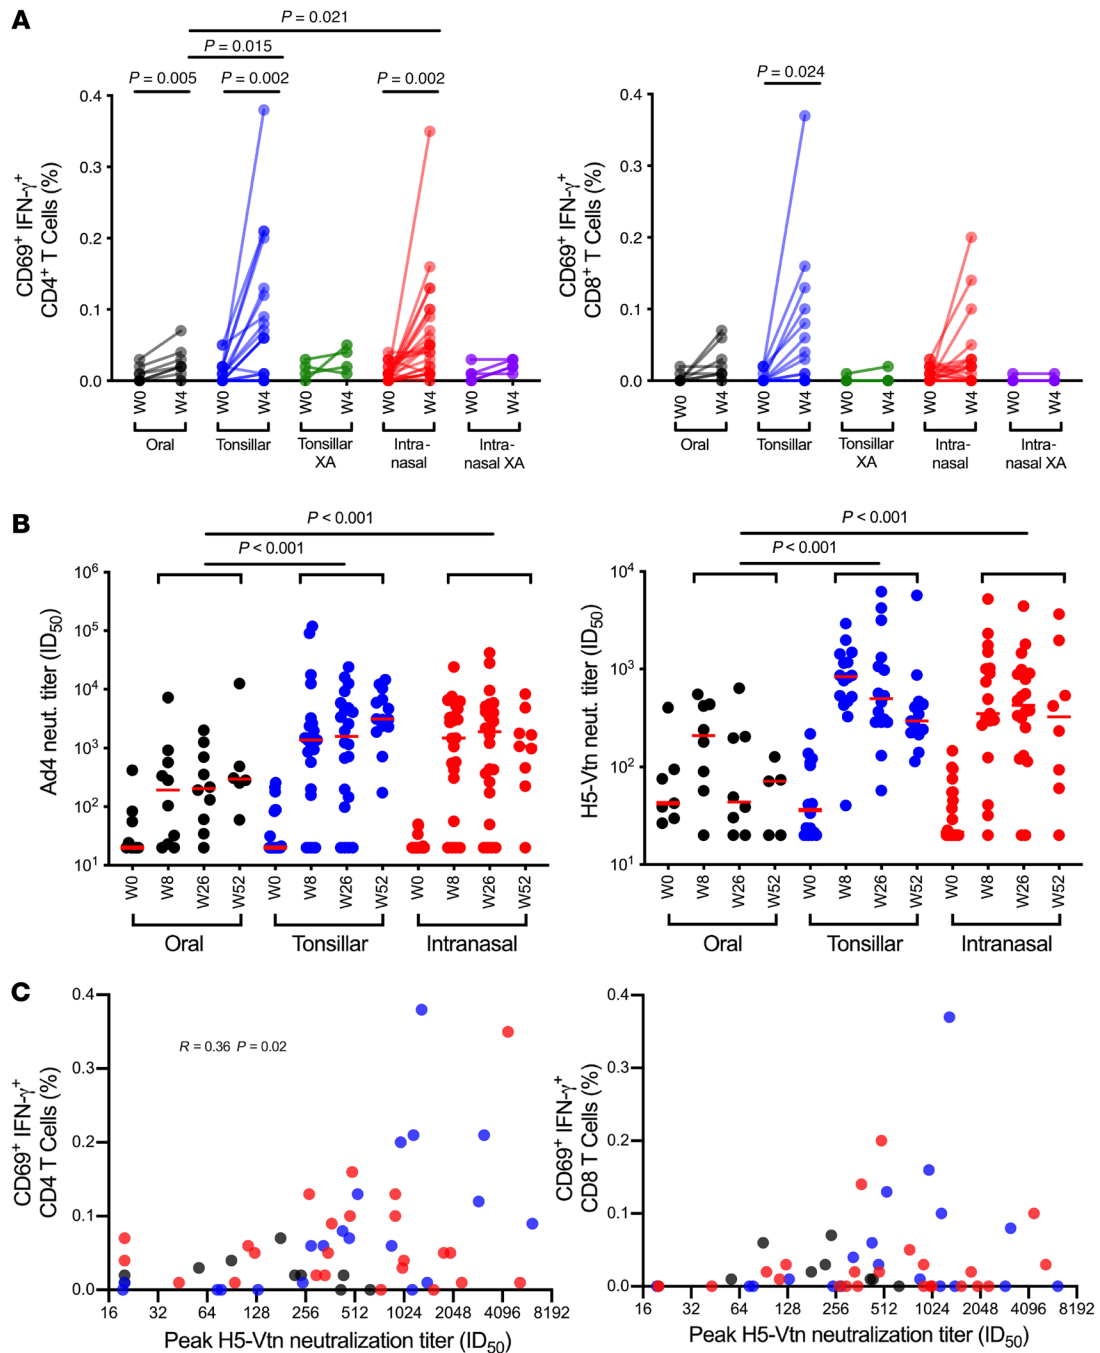 A
P = 0.021
P = 0.015
P = 0.005
P = 0.002
P = 0.002
CD69+ IFN-γ+
CD4+ T Cells (%)
0.4
0.3
0.2
0.1
0.0
W0 W4 W0 W4 W0 W4 W0 W4 W0 W4
Oral
Tonsillar
Tonsillar
XA
Intra-
nasal
Intra-
nasal XA
P = 0.024
CD69+ IFN-γ+
CD8+ T Cells (%)
0.4
0.3
0.2
0.1
0.0
W0 W4 W0 W4 W0 W4 W0 W4 W0 W4
Oral
Tonsillar
Tonsillar
XA
Intra-
nasal
Intra-
nasal XA
B
P < 0.001
P < 0.001
Ad4 neut. titer (ID50)
10^6
10^5
10^4
10^3
10^2
10^1
W0 W8 W26 W52 W0 W8 W26 W52 W0 W8 W26 W52
Oral Tonsillar Intranasal
P < 0.001
P < 0.001
H5-Vtn neut. titer (ID50)
10^4
10^3
10^2
10^1
W0 W8 W26 W52 W0 W8 W26 W52 W0 W8 W26 W52
Oral Tonsillar Intranasal
C
R = 0.36 P = 0.02
CD69+ IFN-γ+
CD4 T Cells (%)
0.4
0.3
0.2
0.1
0.0
16 32 64 128 256 512 1024 2048 4096 8192
Peak H5-Vtn neutralization titer (ID50)
CD69+ IFN-γ+
CD8 T Cells (%)
0.4
0.3
0.2
0.1
0.0
16 32 64 128 256 512 1024 2048 4096 8192
Peak H5-Vtn neutralization titer (ID50)